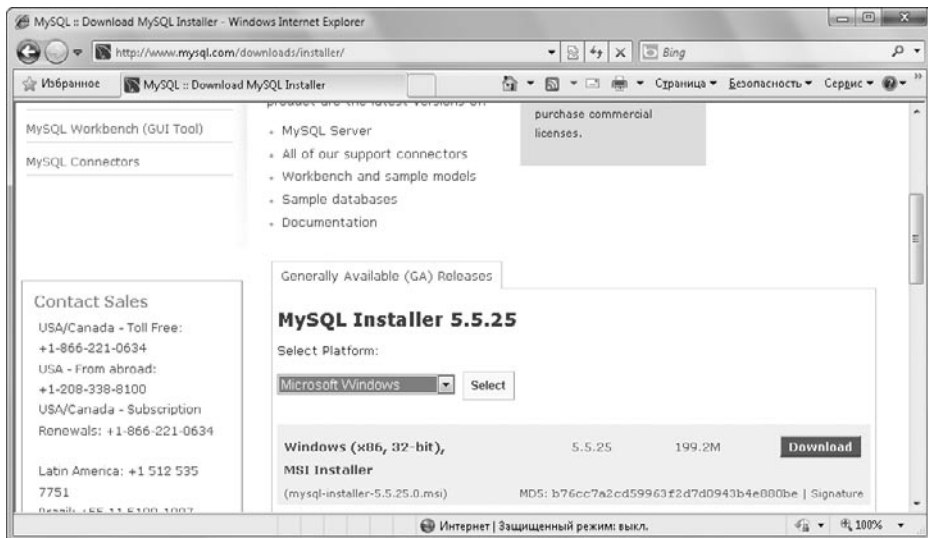 MySQL :: Download MySQL Installer - Windows Internet Explorer
http://www.mysql.com/downloads/installer/
Bing
Избранное
MySQL :: Download MySQL Installer
Страница
Безопасность
Сервис
product are the latest versions on
MySQL Workbench (GUI Tool)
MySQL Connectors
MySQL Server
All of our support connectors
Workbench and sample models
Sample databases
Documentation
purchase commercial
licenses.
Contact Sales
USA/Canada - Toll Free:
+1-866-221-0634
USA - From abroad:
+1-208-338-8100
USA/Canada - Subscription
Renewals: +1-866-221-0634
Latin America: +1 512 535
7751
Generally Available (GA) Releases
MySQL Installer 5.5.25
Select Platform:
Microsoft Windows
Select
Windows (x86, 32-bit),
MSI Installer
5.5.25
199.2M
Download
(mysql-installer-5.5.25.0.msi)
MD5: b76cc7a2cd59963f2d7d0943b4e880be | Signature
Интернет | Защищенный режим: выкл.
100%